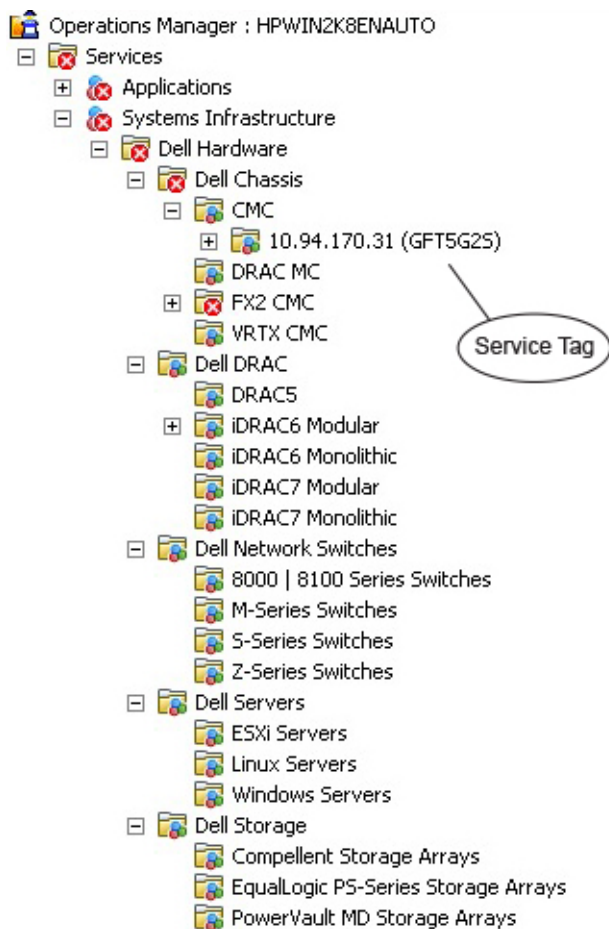 Operations Manager : HPWIN2K8ENAUTO
Services
Applications
Systems Infrastructure
Dell Hardware
Dell Chassis
CMC
10.94.170.31 (GFT5G2S)
DRAC MC
FX2 CMC
VRTX CMC
Service Tag
Dell DRAC
DRAC5
iDRAC6 Modular
iDRAC6 Monolithic
iDRAC7 Modular
iDRAC7 Monolithic
Dell Network Switches
8000 | 8100 Series Switches
M-Series Switches
S-Series Switches
Z-Series Switches
Dell Servers
ESXi Servers
Linux Servers
Windows Servers
Dell Storage
Compellent Storage Arrays
EqualLogic PS-Series Storage Arrays
PowerVault MD Storage Arrays